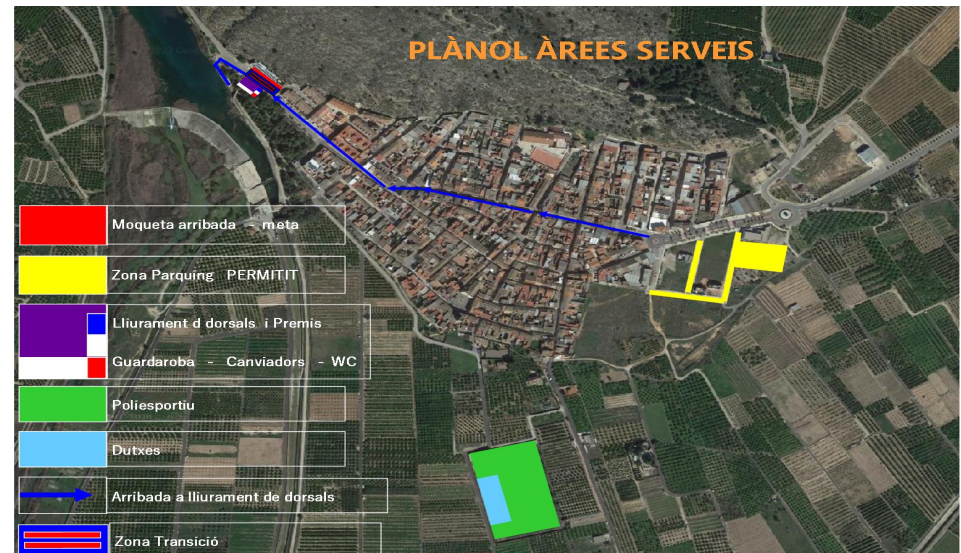 PLÀNOL ÀREES SERVEIS
Moqueta arribada - meta
Zona Parquing PERMITIT
Lliurament d dorsals i Premis
Guardaroba - Canviadors - WC
Poliesportiu
Dutxes
Arribada a lliurament de dorsals
Zona Transició